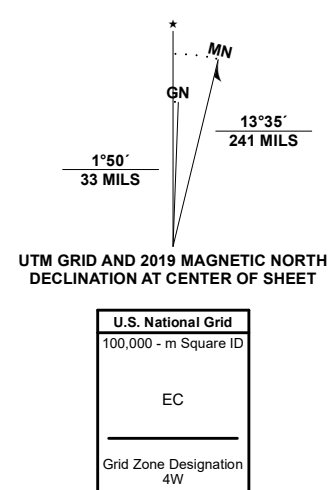 MN
GN
13°35´
241 MILS
1°50´
33 MILS
UTM GRID AND 2019 MAGNETIC NORTH
DECLINATION AT CENTER OF SHEET
U.S. National Grid
100,000 - m Square ID
EC
Grid Zone Designation
4W